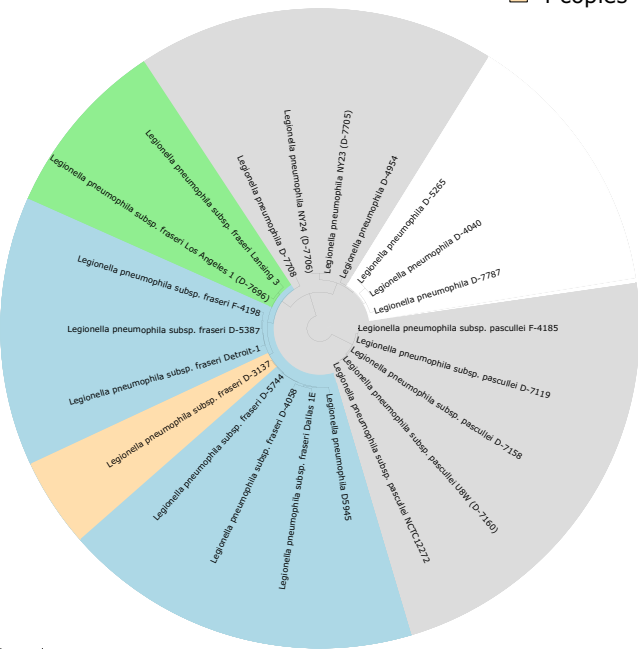 copies
Legionella pneumophila D-4954
Legionella pneumophila D-5265
Legionella pneumophila D-4040
Legionella pneumophila D-7787
Legionella pneumophila subsp. pascullei F-4185
Legionella pneumophila subsp. pascullei D-7119
Legionella pneumophila subsp. pascullei D-7158
Legionella pneumophila subsp. pascullei U8W (D-7160)
Legionella pneumophila subsp. pascullei NCTC12272
Legionella pneumophila D5945
Legionella pneumophila subsp. fraseri Dallas 1E
Legionella pneumophila subsp. fraseri D-4058
Legionella pneumophila subsp. fraseri D-5744
Legionella pneumophila subsp. fraseri D-3137
Legionella pneumophila subsp. fraseri Detroit-1
Legionella pneumophila subsp. fraseri D-5387
Legionella pneumophila subsp. fraseri F-4198
Legionella pneumophila subsp. fraseri Los Angeles 1 (D-7696)
Legionella pneumophila subsp. fraseri Lansing 3
Legionella pneumophila D-7708
Legionella pneumophila NY24 (D-7706)
Legionella pneumophila NY23 (D-7705)